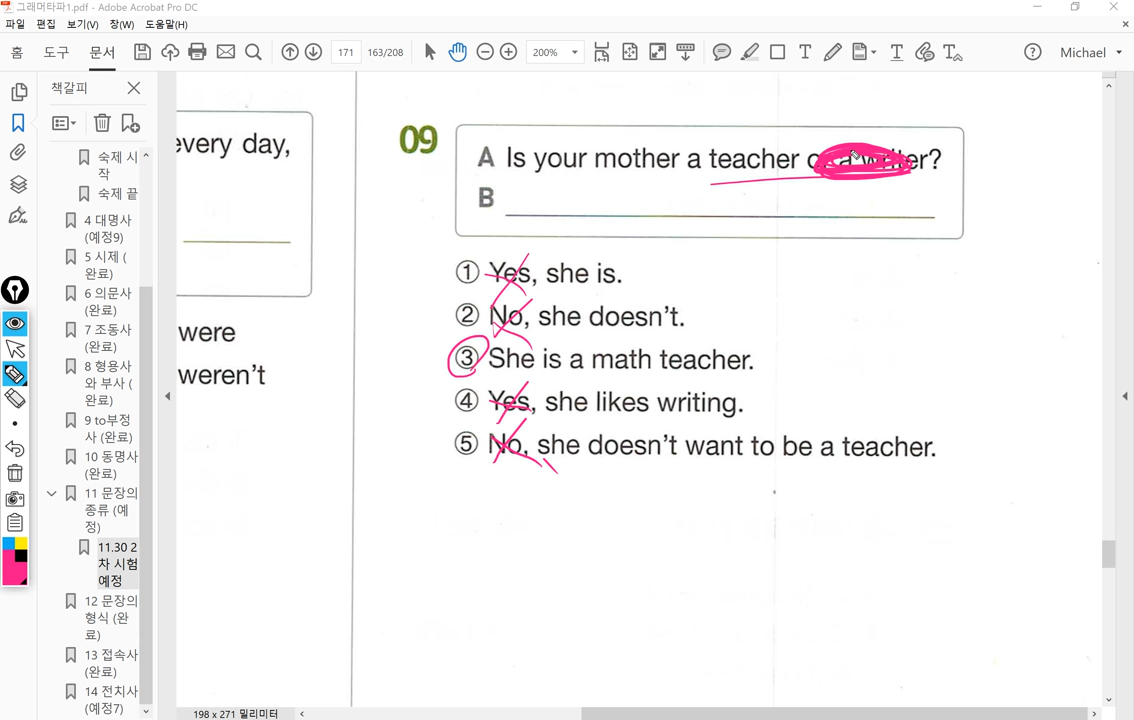 그래머타파1.pdf - Adobe Acrobat Pro DC
파일 편집 보기(V) 창(W) 도움말(H)
홈 도구 문서 171 163/208 200% Michael
책갈피
숙제 시
작
숙제 끝
4 대명사
(예정9)
5 시제 (
완료)
6 의문사
(완료)
7 조동사
(완료)
8 형용사
와 부사 (
완료)
9 to부정
사 (완료)
10 동명사
(완료)
11 문장의
종류 (예
정)
11.30 2
차 시험
예정
12 문장의
형식 (완
료)
13 접속사
(완료)
14 전치사
(예정7)
every day,
were
weren't
09
A Is your mother a teacher or a writer?
B
① Yes, she is.
② No, she doesn't.
③ She is a math teacher.
④ Yes, she likes writing.
⑤ No, she doesn't want to be a teacher.
198 x 271 밀리미터